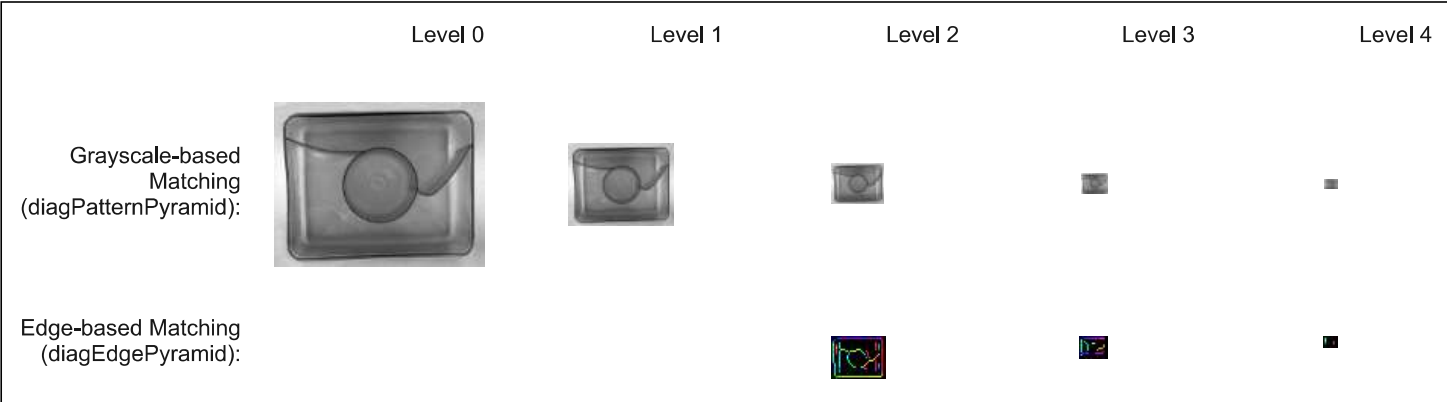 Level 0 Level 1 Level 2 Level 3 Level 4
Grayscale-based
Matching
(diagPatternPyramid):
Edge-based Matching
(diagEdgePyramid):